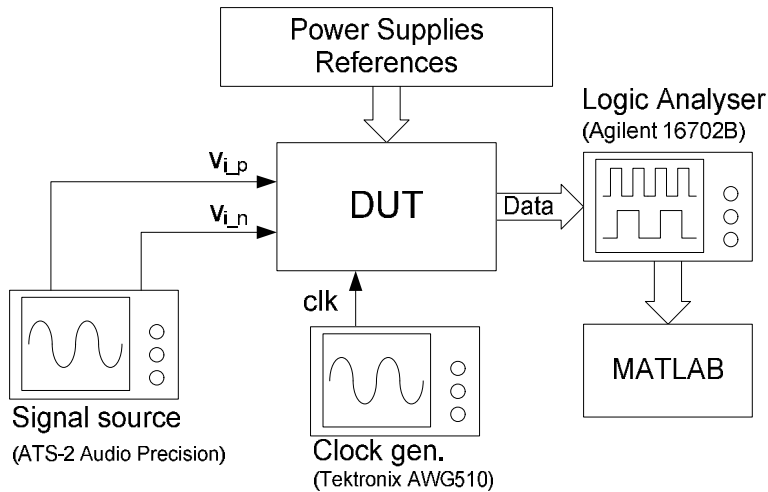 Power Supplies
References
Logic Analyser
(Agilent 16702B)
Vi_p
Vi_n
DUT
Data
clk
MATLAB
Signal source
(ATS-2 Audio Precision)
Clock gen.
(Tektronix AWG510)